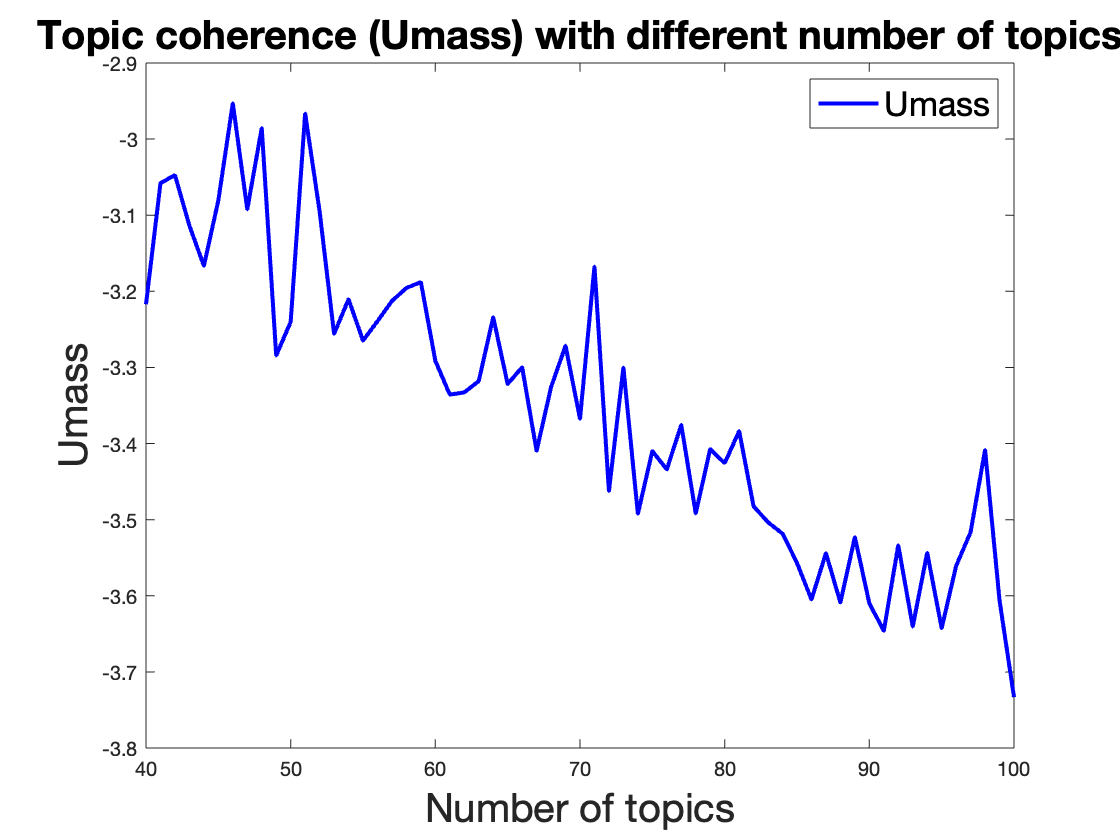 Topic coherence (Umass) with different number of topics
-2.9
Umass
-3
-3.1
-3.2
-3.3
-3.4
-3.5
-3.6
-3.7
-3.8
Umass
40 50 60 70 80 90 100
Number of topics